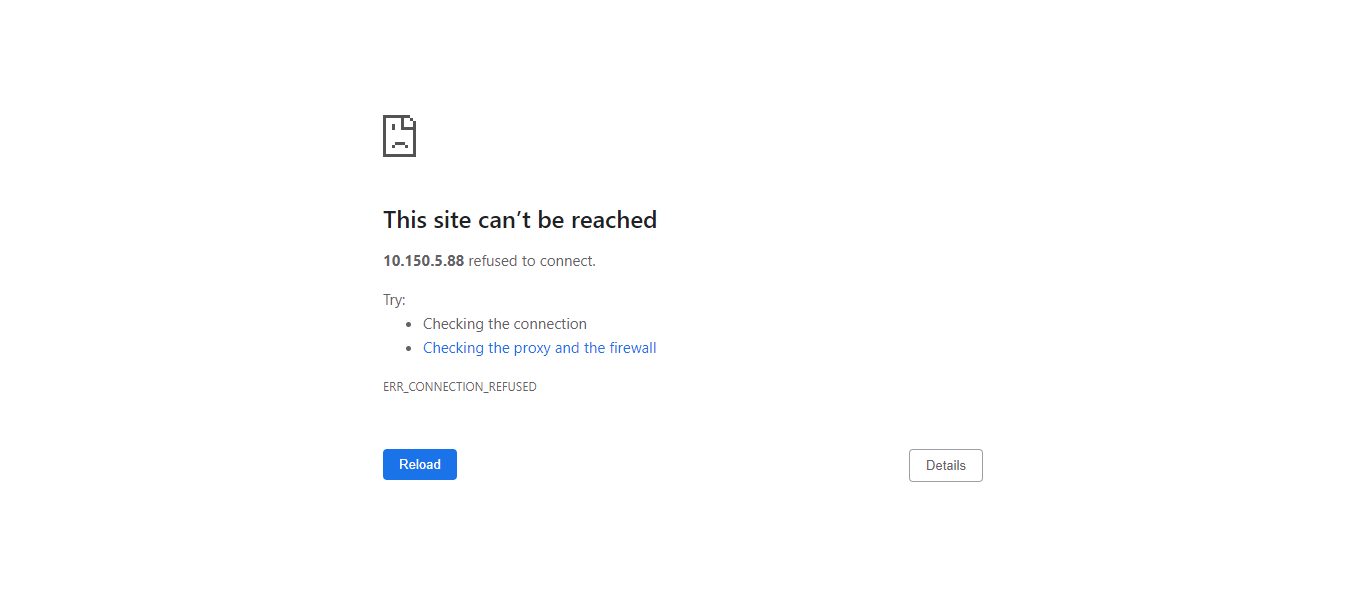 This site can’t be reached
10.150.5.88 refused to connect.
Try:
• Checking the connection
• Checking the proxy and the firewall
ERR_CONNECTION_REFUSED
Reload
Details